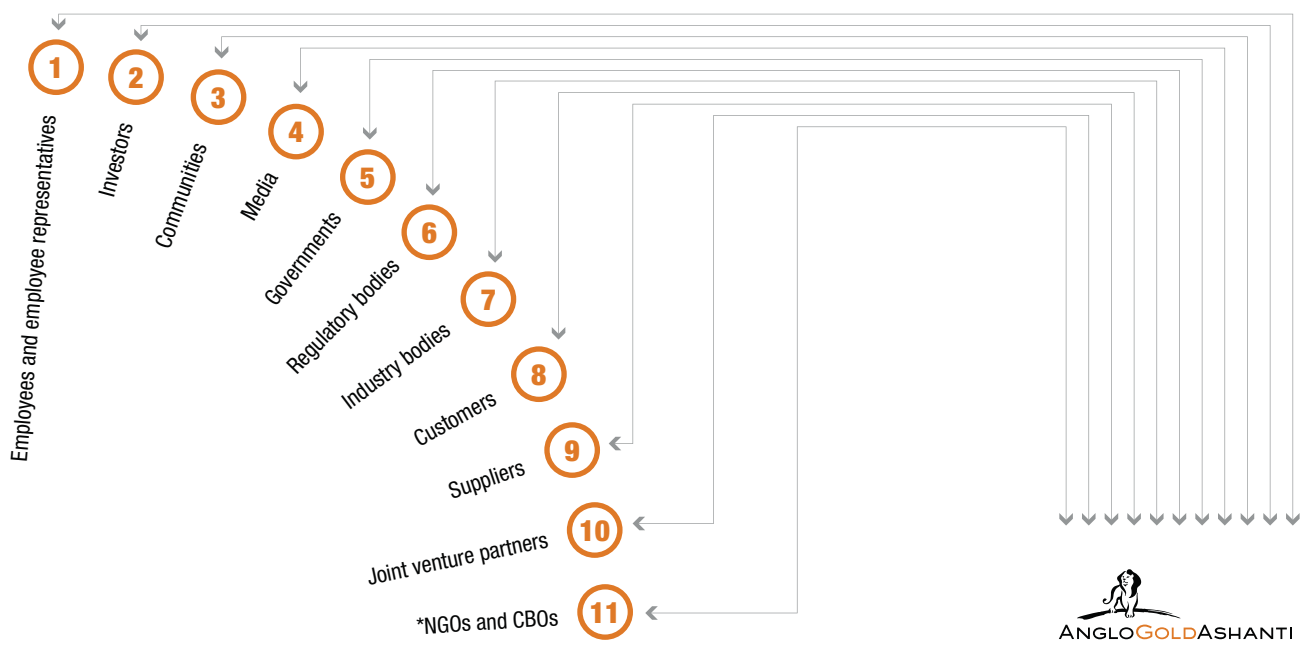 1
Employees and employee representatives
2
Investors
3
Communities
4
Media
5
Governments
6
Regulatory bodies
7
Industry bodies
8
Customers
9
Suppliers
10
Joint venture partners
11
*NGOs and CBOs
ANGLOGOLDASHANTI